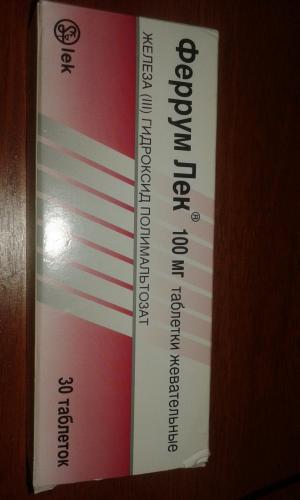 lek
Феррум Лек® 100 мг таблетки жевательные
ЖЕЛЕЗА (III) ГИДРОКСИД ПОЛИМАЛЬТОЗАТ
30 таблеток